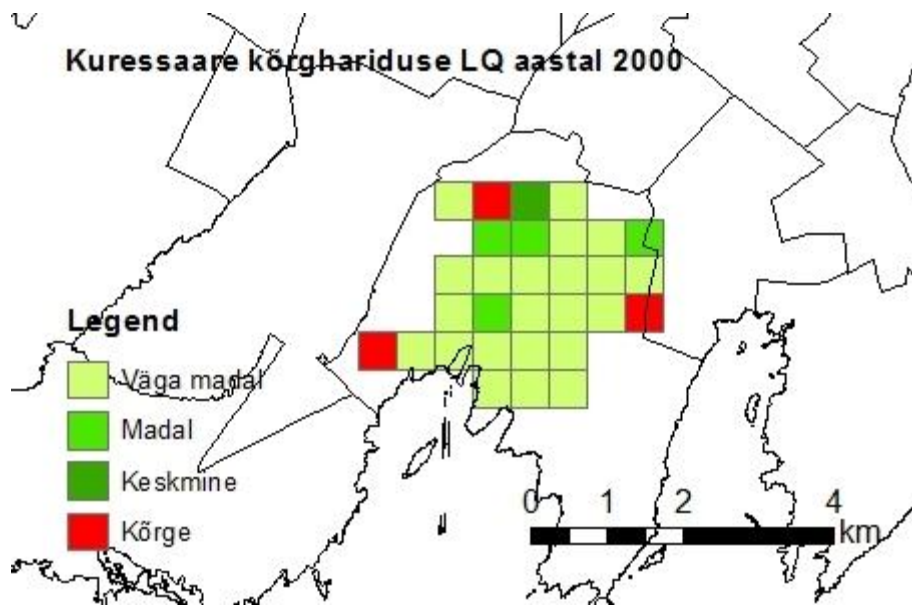 Kuressaare kõrghariduse LQ aastal 2000
Legend
Väga madal
Madal
Keskmine
Kõrge
0 1 2 4
km